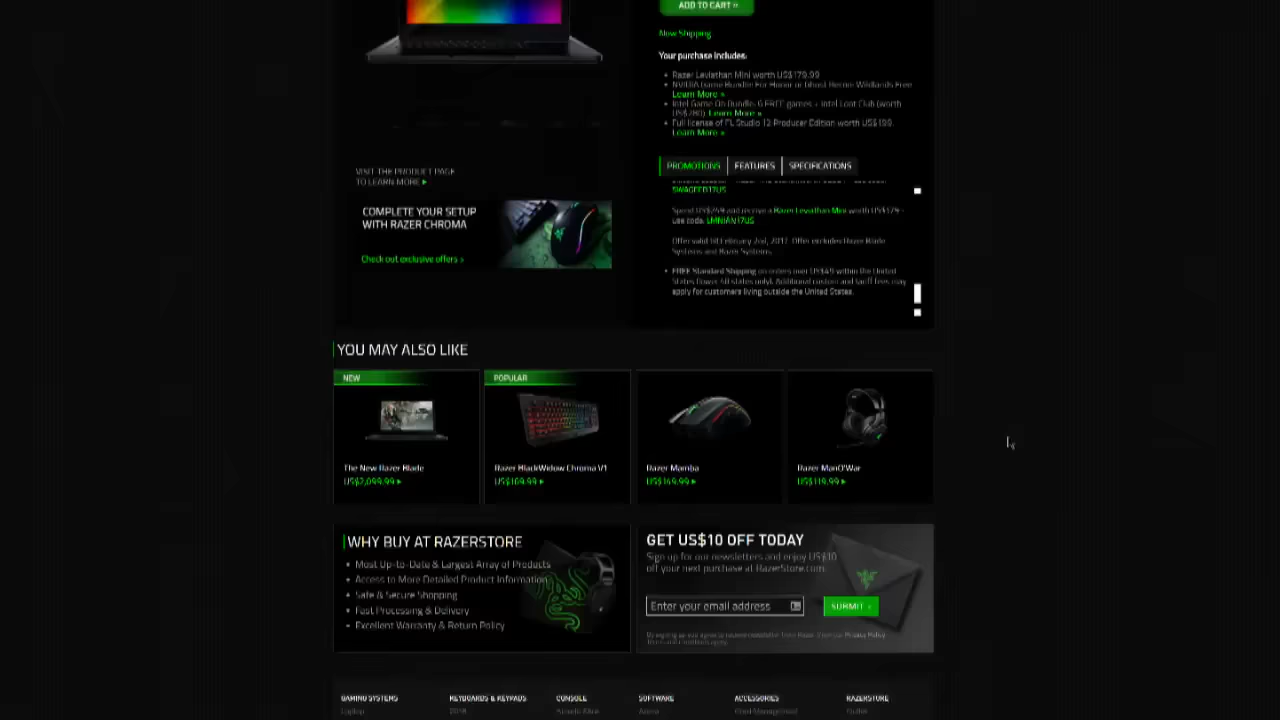 ADD TO CART »
Now Shipping
Your purchase includes:
Razer Leviathan Mini worth US$179.99
NVIDIA Game Bundle For Honor or Ghost Recon Wildlands Free
Learn More »
Intel Game On Bundle: 6 FREE games + Intel Loot Club (worth
US$280). Learn More »
Full license of FL Studio 12 Producer Edition worth US$199.
Learn More »
PROMOTIONS
FEATURES
SPECIFICATIONS
Spend US$ and receive a Razer Leviathan Mini worth US$179 -
use code:
Offer valid till February 2nd, 2017. Offer excludes Razer Blade
Systems and Razer Systems.
FREE Standard Shipping on orders over US$49 within the United
States (lower 48 states only). Additional custom and tariff fees may
apply for customers living outside the United States.
VISIT THE PRODUCT PAGE
TO LEARN MORE
COMPLETE YOUR SETUP
WITH RAZER CHROMA
Check out exclusive offers >
YOU MAY ALSO LIKE
NEW
The New Razer Blade
US$2,099.99
POPULAR
Razer BlackWidow Chroma V1
US$169.99
Razer Mamba
US$149.99
Razer ManO'War
US$119.99
WHY BUY AT RAZERSTORE
Most Up-to-Date & Largest Array of Products
Access to More Detailed Product Information
Safe & Secure Shopping
Fast Processing & Delivery
Excellent Warranty & Return Policy
GET US$10 OFF TODAY
Sign up for our newsletters and enjoy US$10
off your next purchase at RazerStore.com.
Enter your email address
SUBMIT >
Privacy Policy
GAMING SYSTEMS
KEYBOARDS & KEYPADS
CONSOLE
SOFTWARE
ACCESSORIES
RAZERSTORE
Laptop